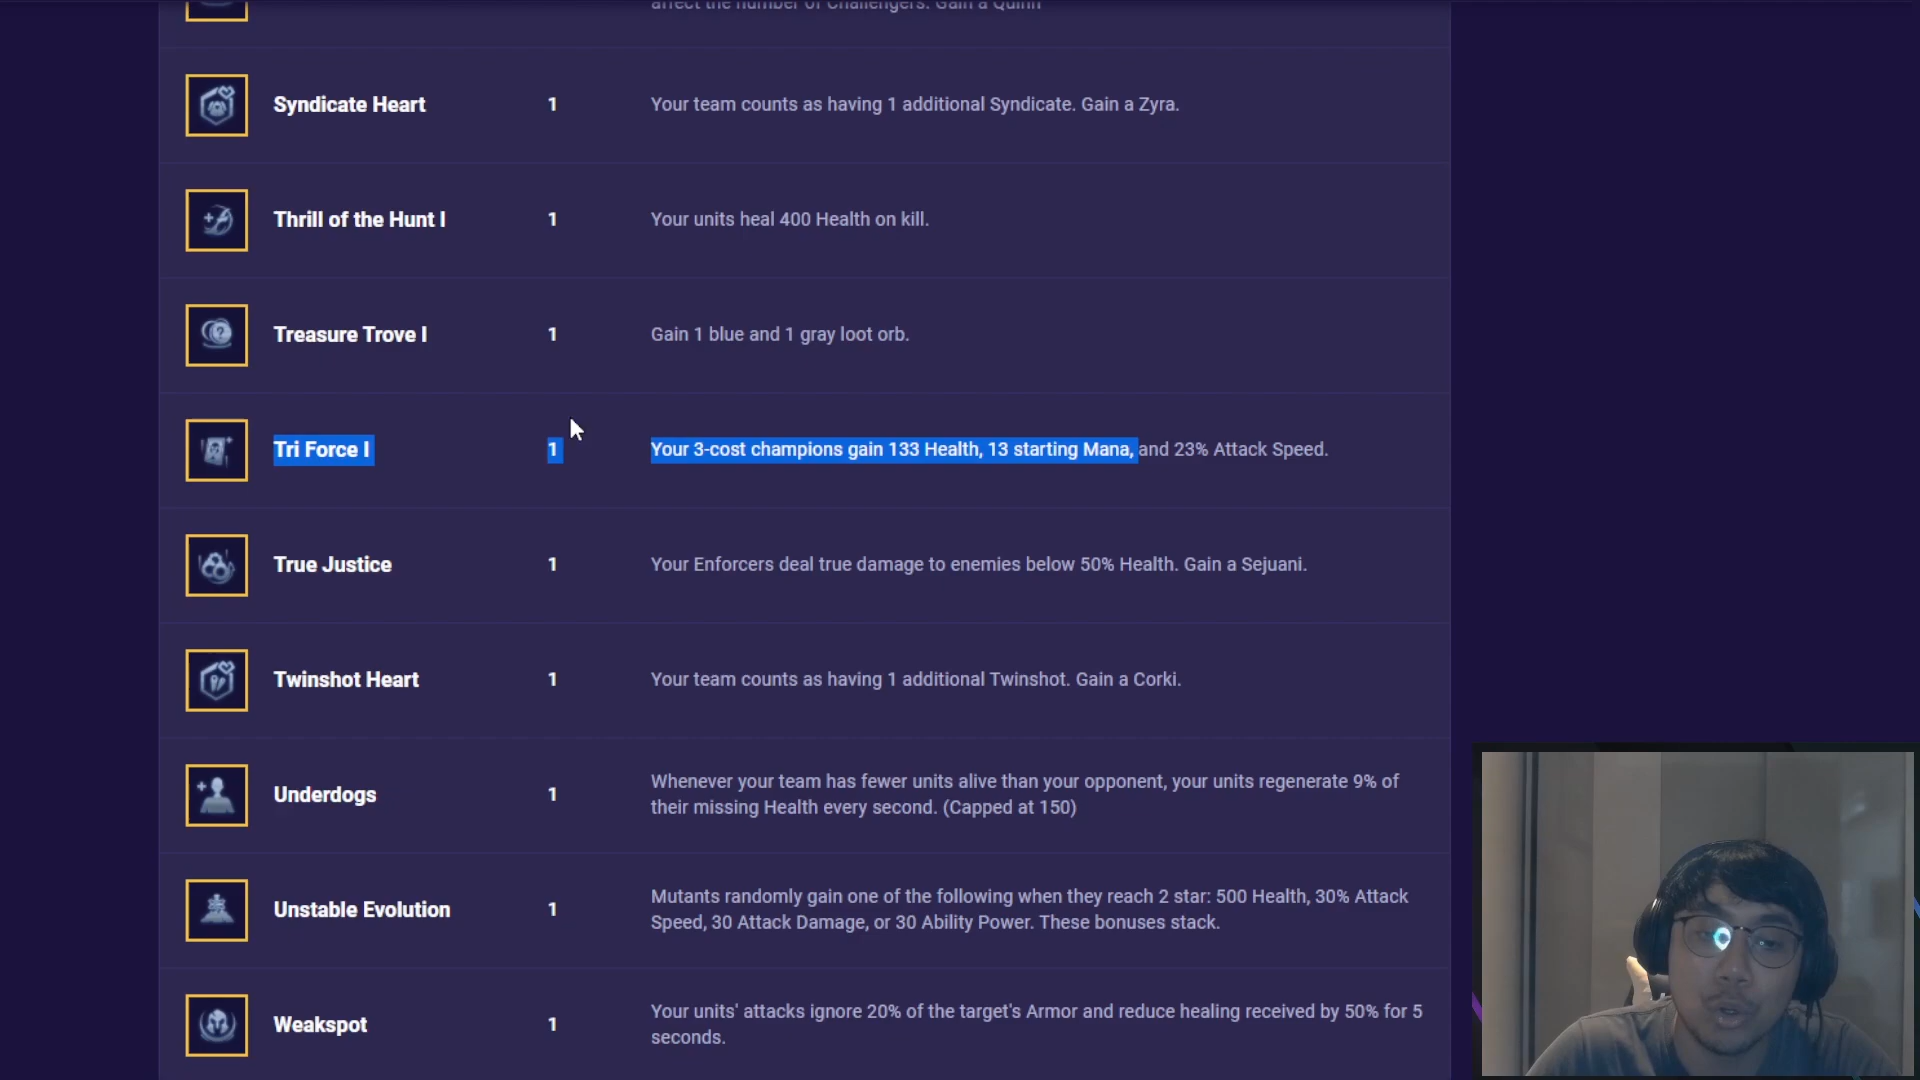 affect the number of Challengers. Gain a Quinn
Syndicate Heart 1 Your team counts as having 1 additional Syndicate. Gain a Zyra.
Thrill of the Hunt I 1 Your units heal 400 Health on kill.
Treasure Trove I 1 Gain 1 blue and 1 gray loot orb.
Tri Force I 1 Your 3-cost champions gain 133 Health, 13 starting Mana, and 23% Attack Speed.
True Justice 1 Your Enforcers deal true damage to enemies below 50% Health. Gain a Sejuani.
Twinshot Heart 1 Your team counts as having 1 additional Twinshot. Gain a Corki.
Underdogs 1 Whenever your team has fewer units alive than your opponent, your units regenerate 9% of
their missing Health every second. (Capped at 150)
Unstable Evolution 1 Mutants randomly gain one of the following when they reach 2 star: 500 Health, 30% Attack
Speed, 30 Attack Damage, or 30 Ability Power. These bonuses stack.
Weakspot 1 Your units' attacks ignore 20% of the target's Armor and reduce healing received by 50% for 5
seconds.